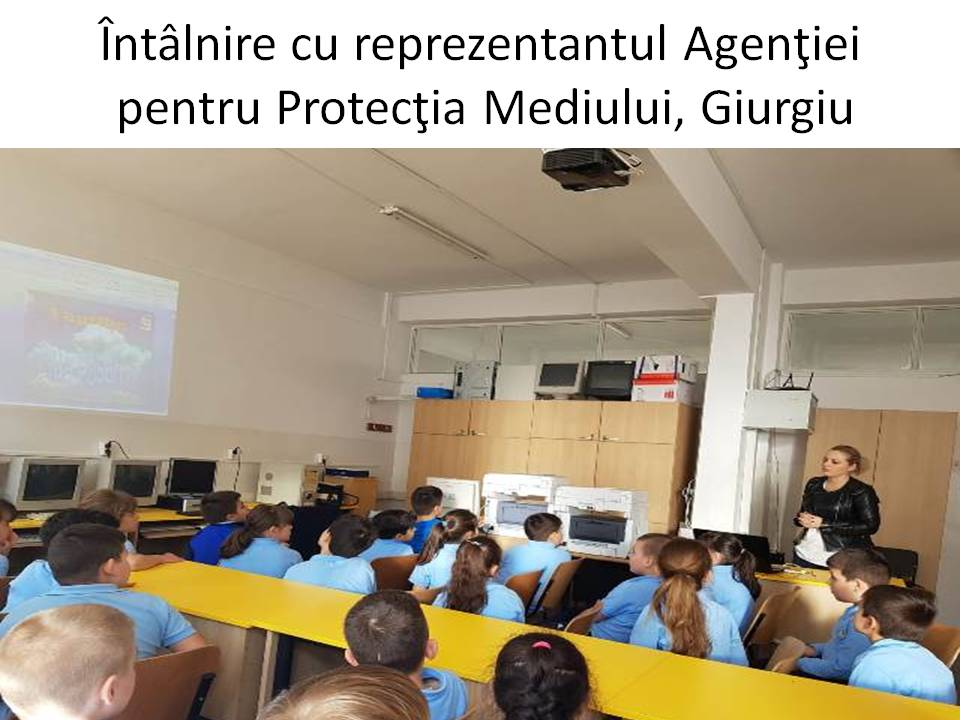 Întâlnire cu reprezentantul Agenţiei
pentru Protecţia Mediului, Giurgiu